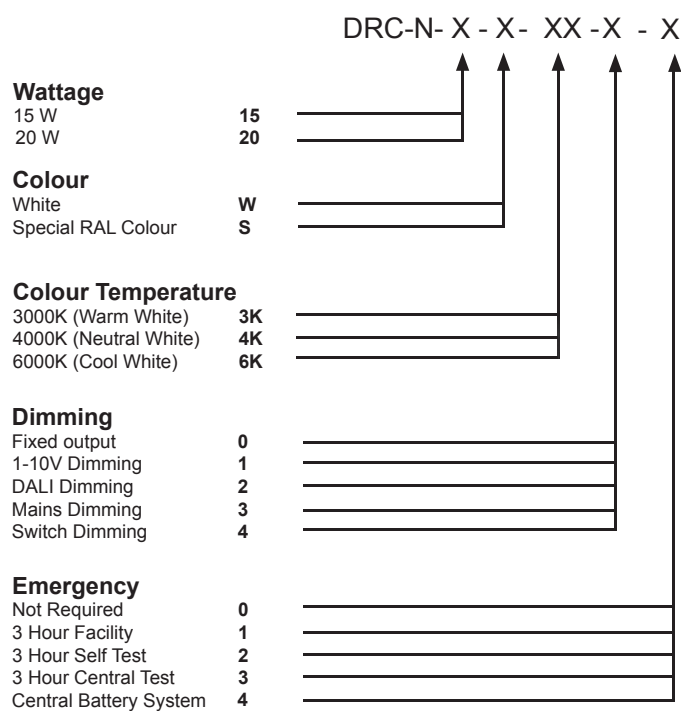 DRC-N- X - X - XX -X - X
Wattage
15 W 15
20 W 20
Colour
White W
Special RAL Colour S
Colour Temperature
3000K (Warm White) 3K
4000K (Neutral White) 4K
6000K (Cool White) 6K
Dimming
Fixed output 0
1-10V Dimming 1
DALI Dimming 2
Mains Dimming 3
Switch Dimming 4
Emergency
Not Required 0
3 Hour Facility 1
3 Hour Self Test 2
3 Hour Central Test 3
Central Battery System 4